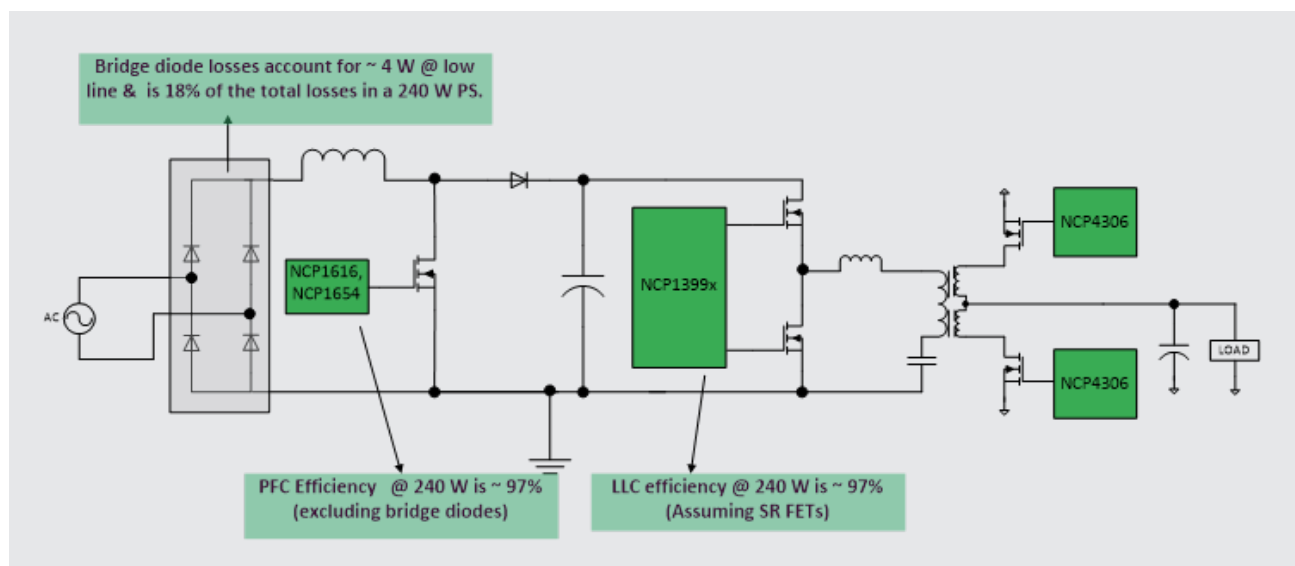 Bridge diode losses account for ~ 4 W @ low
line & is 18% of the total losses in a 240 W PS.
NCP4306
NCP1616,
NCP1654
NCP1399x
AC
LOAD
NCP4306
PFC Efficiency @ 240 W is ~ 97%
(excluding bridge diodes)
LLC efficiency @ 240 W is ~ 97%
(Assuming SR FETs)